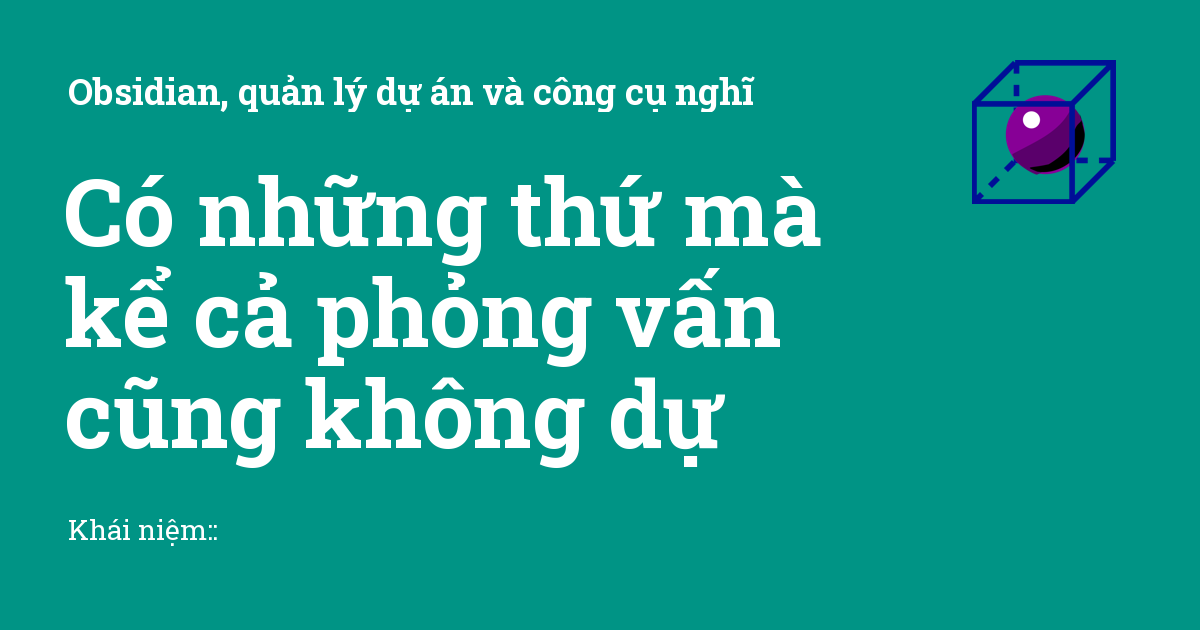 Obsidian, quản lý dự án và công cụ nghĩ
Có những thứ mà
kể cả phỏng vấn
cũng không dự
Khái niệm::